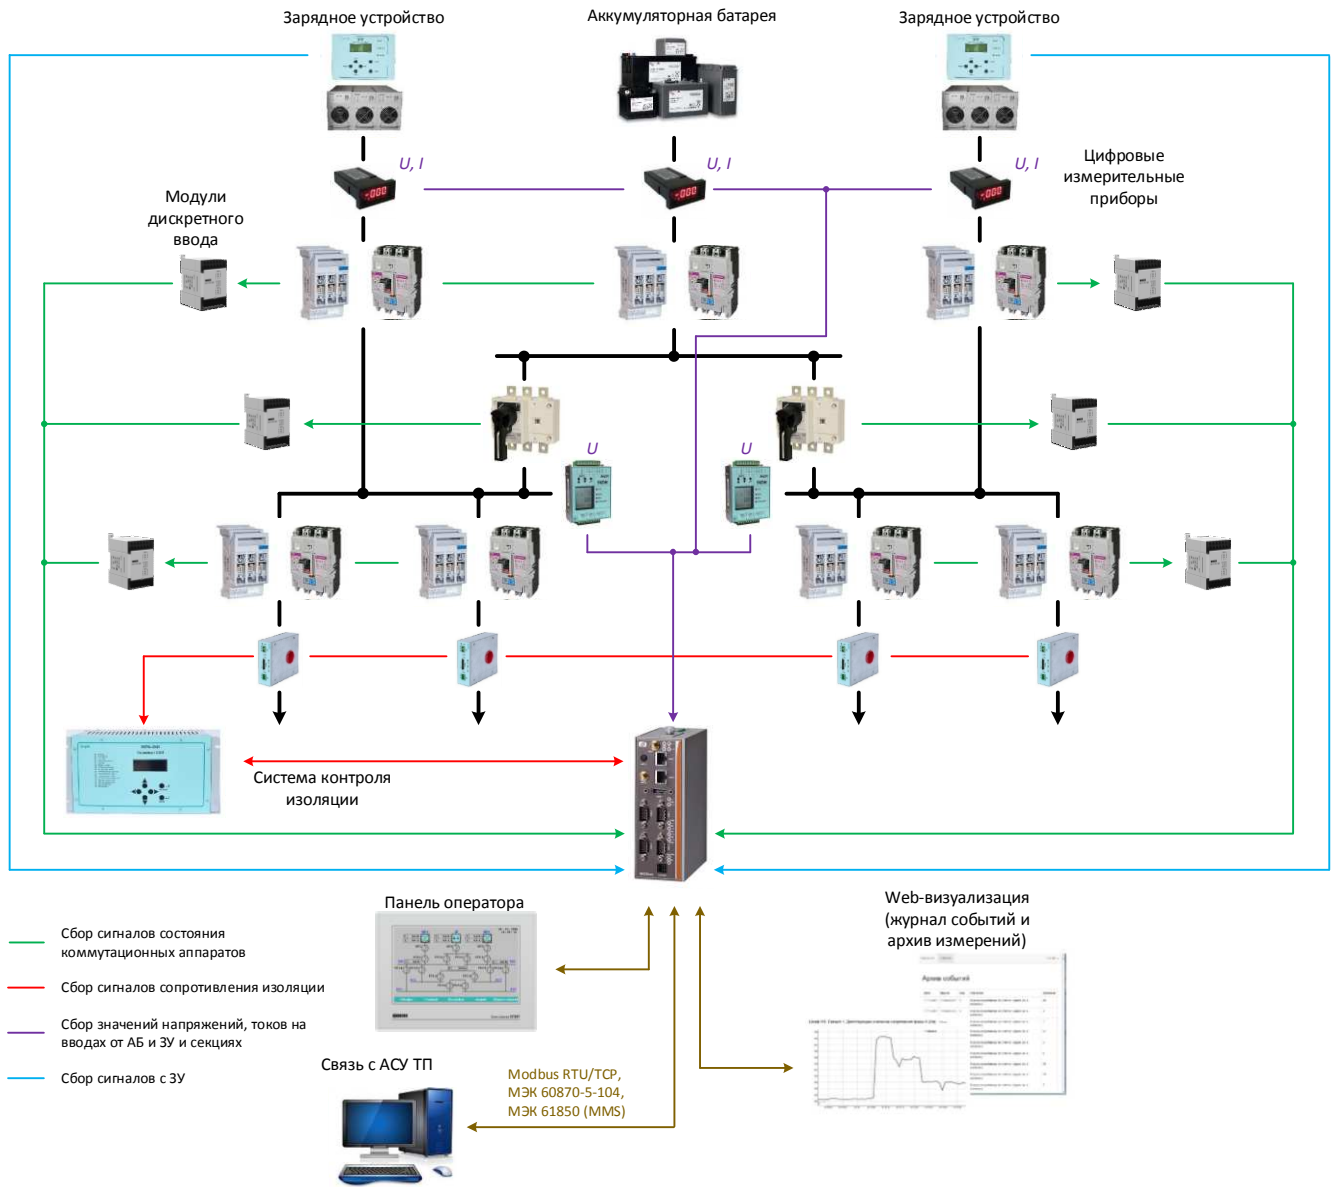 Зарядное устройство
Аккумуляторная батарея
Зарядное устройство
U, I
U, I
U, I
Цифровые
измерительные
приборы
Модули
дискретного
ввода
U
U
Система контроля
изоляции
Панель оператора
Web-визуализация
(журнал событий и
архив измерений)
Архив событий
Сбор сигналов состояния
коммутационных аппаратов
Сбор сигналов сопротивления изоляции
Сбор значений напряжений, токов на
вводах от АБ и ЗУ и секциях
Сбор сигналов с ЗУ
Связь с АСУ ТП
Modbus RTU/TCP,
МЭК 60870-5-104,
МЭК 61850 (MMS)